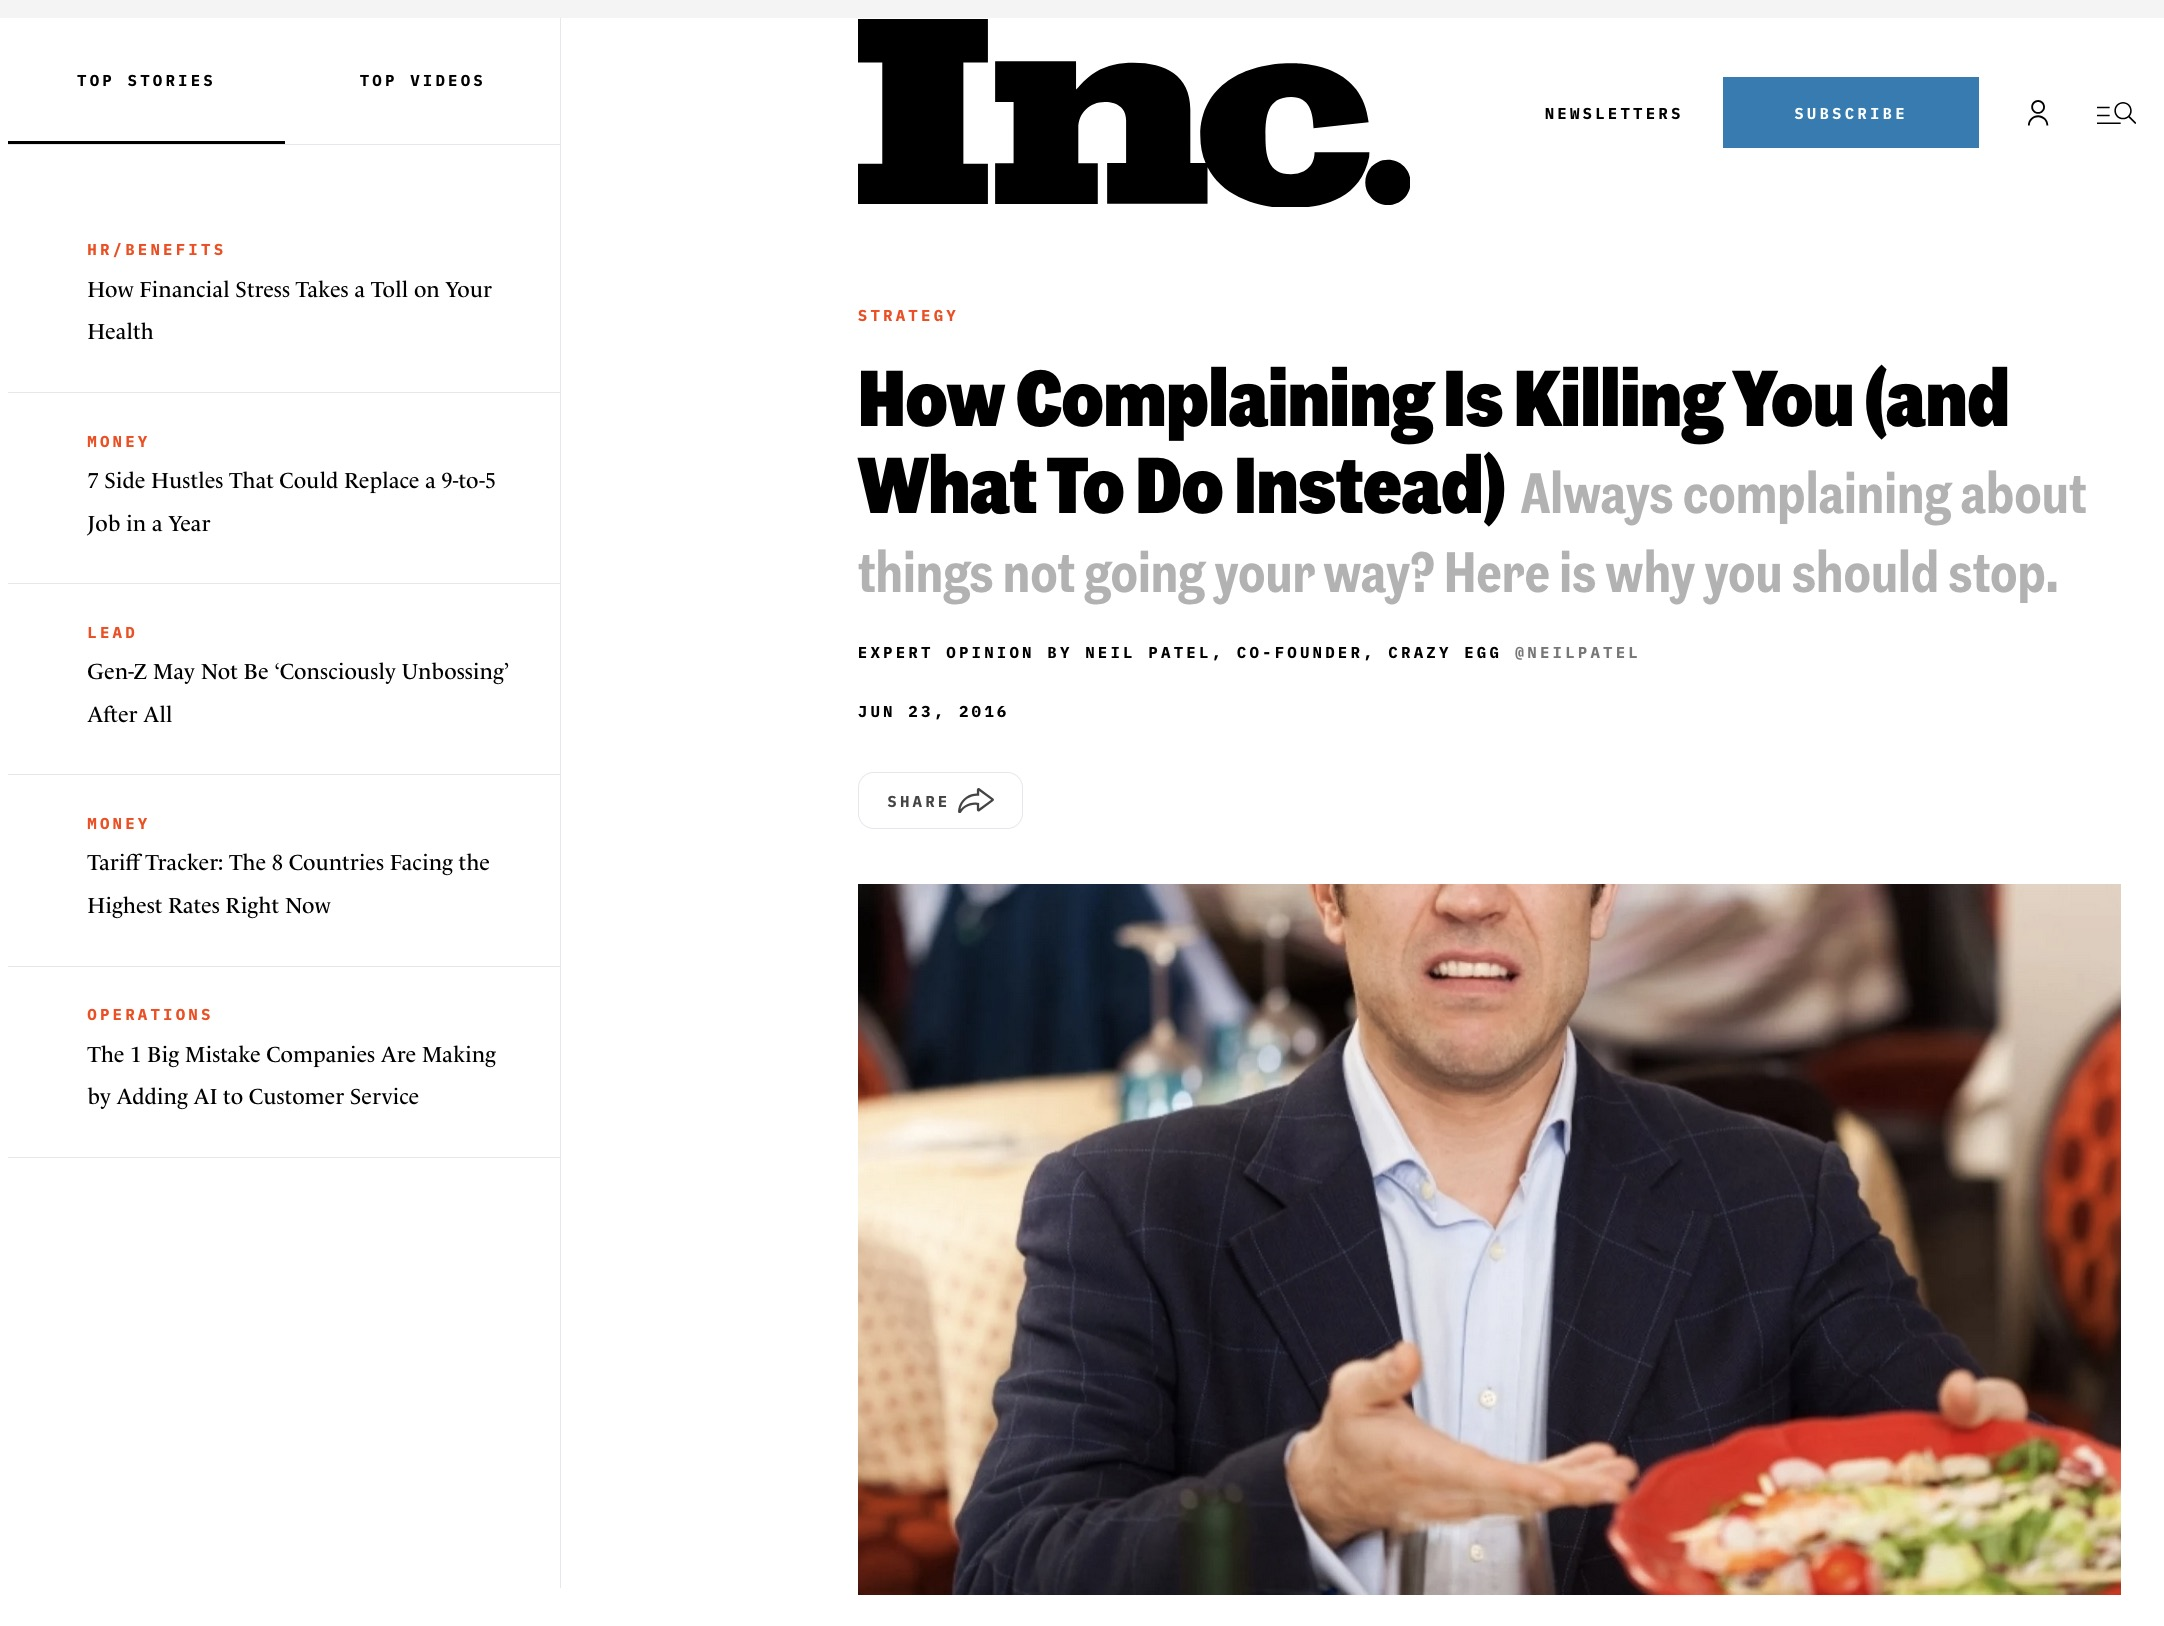 TOP STORIES
TOP VIDEOS
HR/BENEFITS
How Financial Stress Takes a Toll on Your
Health
MONEY
7 Side Hustles That Could Replace a 9-to-5
Job in a Year
LEAD
Gen-Z May Not Be ‘Consciously Unbossing’
After All
MONEY
Tariff Tracker: The 8 Countries Facing the
Highest Rates Right Now
OPERATIONS
The 1 Big Mistake Companies Are Making
by Adding AI to Customer Service
Inc.
NEWSLETTERS
SUBSCRIBE
STRATEGY
How Complaining Is Killing You (and
What To Do Instead) Always complaining about
things not going your way? Here is why you should stop.
EXPERT OPINION BY NEIL PATEL, CO-FOUNDER, CRAZY EGG @NEILPATEL
JUN 23, 2016
SHARE